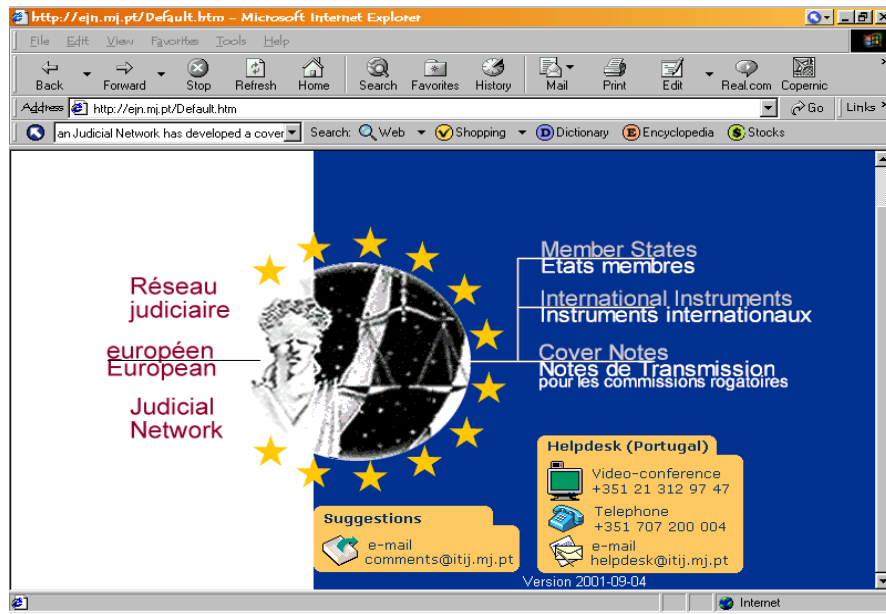 http://ejn.mj.pt/Default.htm - Microsoft Internet Explorer
File Edit View Favorites Tools Help
Back Forward Stop Refresh Home Search Favorites History Mail Print Edit Real.com Copernic
Address http://ejn.mj.pt/Default.htm Go Links
an Judicial Network has developed a cover Search: Web Shopping Dictionary Encyclopedia Stocks
Réseau
judiciaire
européen
European
Judicial
Network
Member States
Etats membres
International Instruments
Instruments internationaux
Cover Notes
Notes de Transmission
pour les commissions rogatoires
Helpdesk (Portugal)
Video-conference
+351 21 312 97 47
Telephone
+351 707 200 004
e-mail
helpdesk@itij.mj.pt
Suggestions
e-mail
comments@itij.mj.pt
Version 2001-09-04
Internet